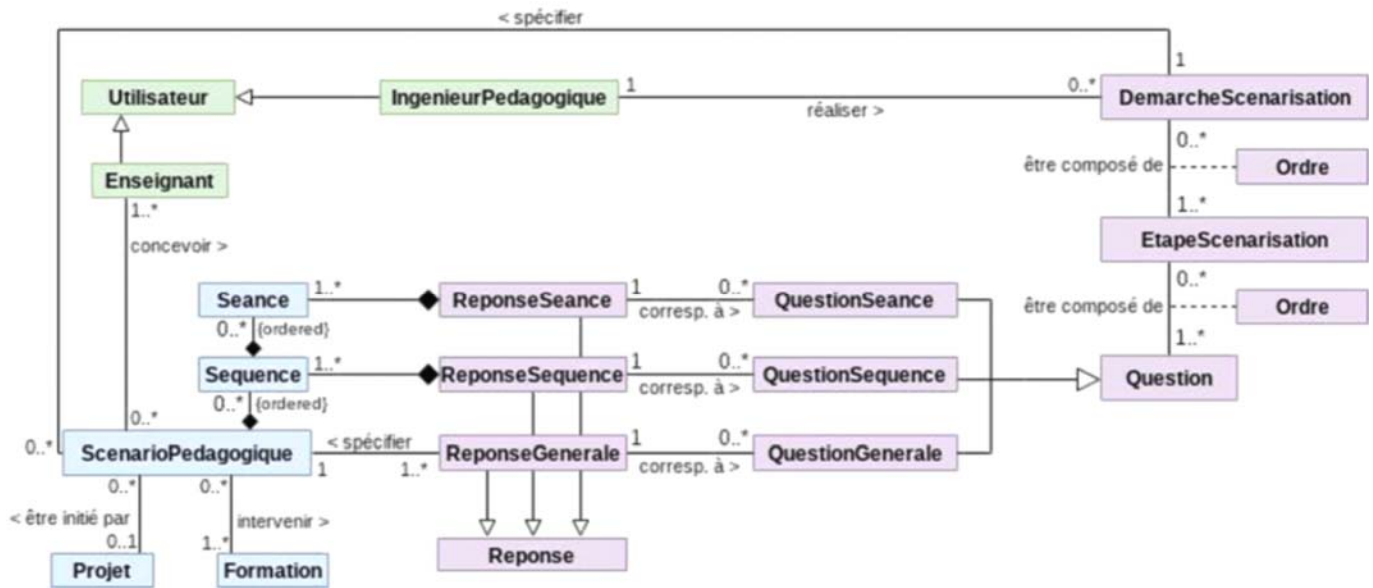 < spécifier
1
Utilisateur
IngenieurPedagogique
1
0..*
DemarcheScenarisation
réaliser >
0..*
être composé de
Ordre
Enseignant
1..*
1..*
concevoir >
EtapeScenarisation
0..*
Seance
1..*
ReponseSeance
1
0..*
QuestionSeance
être composé de
Ordre
corresp. à >
0..*
{ordered}
1..*
Sequence
1..*
ReponseSequence
1
0..*
QuestionSequence
Question
corresp. à >
0..*
{ordered}
0..*
0..*
ScenarioPedagogique
< spécifier
1
1..*
ReponseGenerale
1
0..*
QuestionGenerale
corresp. à >
0..*
0..*
< être initié par
intervenir >
0..1
1..*
Projet
Formation
Reponse